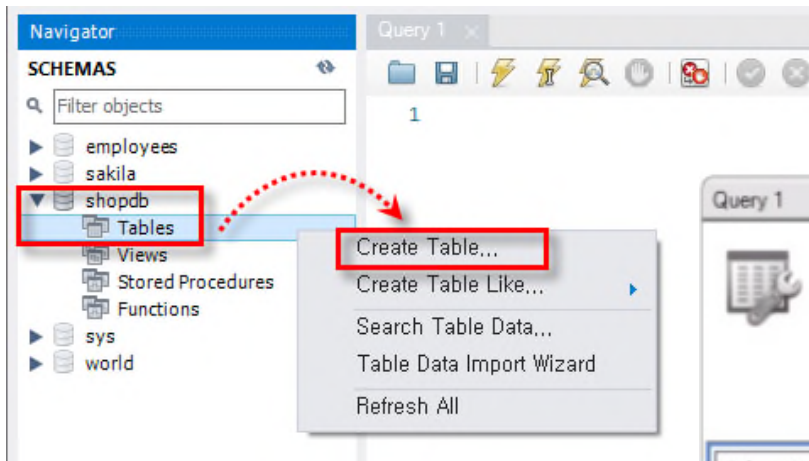 Navigator
SCHEMAS
Filter objects
employees
sakila
shopdb
Tables
Views
Stored Procedures
Functions
sys
world
Query 1
1
Create Table...
Create Table Like...
Search Table Data...
Table Data Import Wizard
Refresh All
Query 1